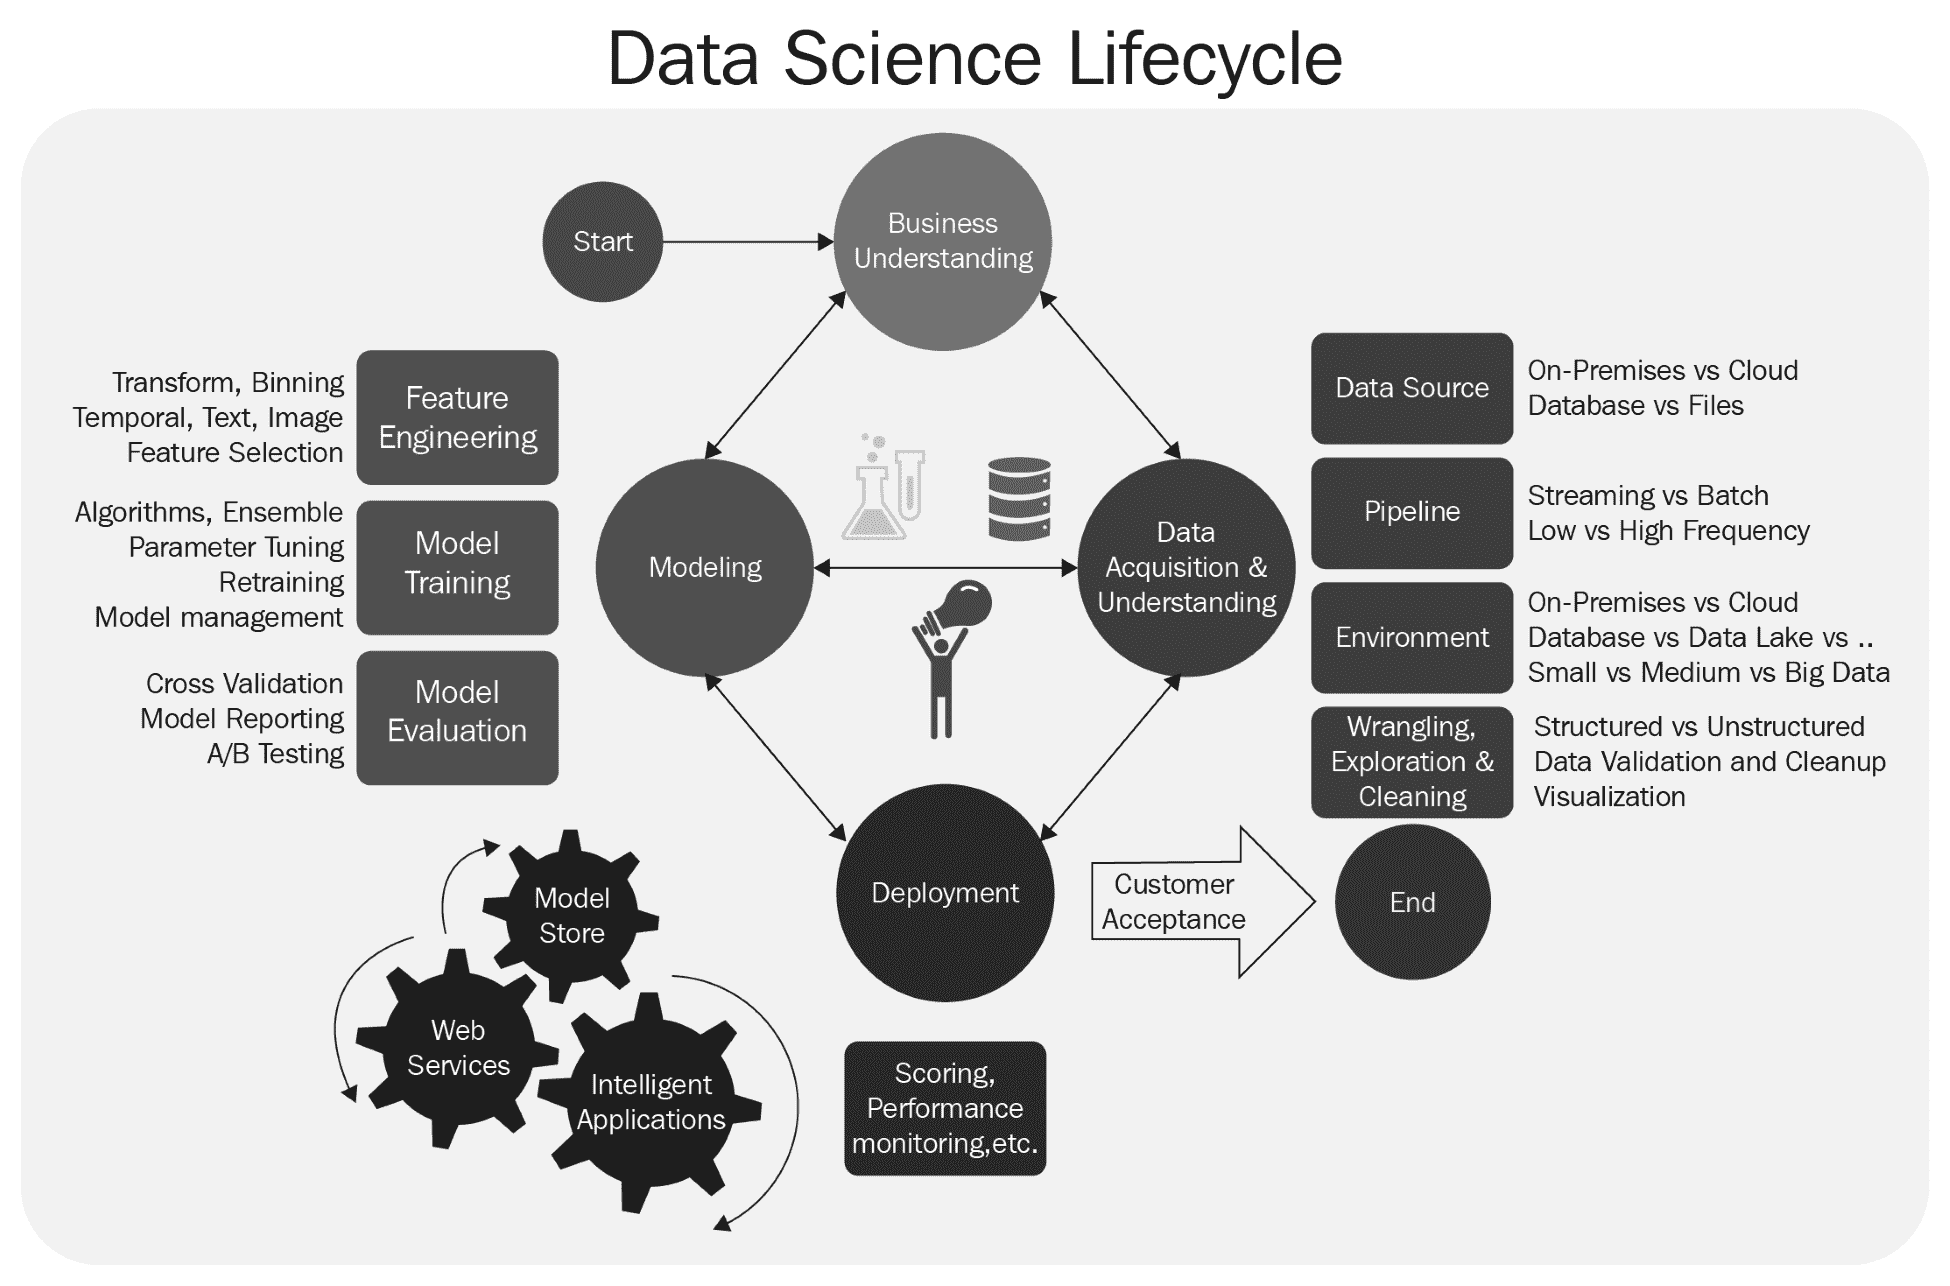 Data Science Lifecycle
Start
Business
Understanding
Transform, Binning
Temporal, Text, Image
Feature Selection
Feature
Engineering
Algorithms, Ensemble
Parameter Tuning
Retraining
Model management
Model
Training
Cross Validation
Model Reporting
A/B Testing
Model
Evaluation
Modeling
Data
Acquisition &
Understanding
Data Source
On-Premises vs Cloud
Database vs Files
Pipeline
Streaming vs Batch
Low vs High Frequency
Environment
On-Premises vs Cloud
Database vs Data Lake vs ..
Small vs Medium vs Big Data
Wrangling,
Exploration &
Cleaning
Structured vs Unstructured
Data Validation and Cleanup
Visualization
Model
Store
Web
Services
Intelligent
Applications
Deployment
Customer
Acceptance
End
Scoring,
Performance
monitoring,etc.